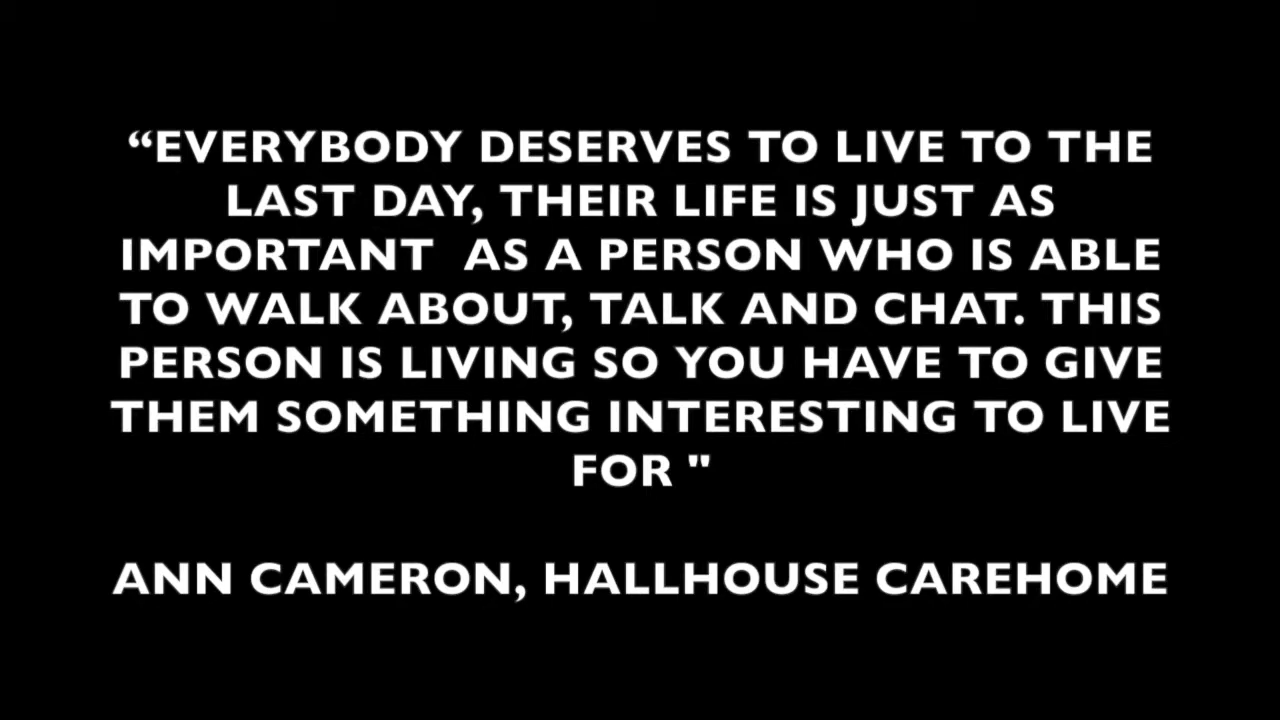 “EVERYBODY DESERVES TO LIVE TO THE
LAST DAY, THEIR LIFE IS JUST AS
IMPORTANT  AS A PERSON WHO IS ABLE
TO WALK ABOUT, TALK AND CHAT. THIS
PERSON IS LIVING SO YOU HAVE TO GIVE
THEM SOMETHING INTERESTING TO LIVE
FOR "
ANN CAMERON, HALLHOUSE CAREHOME